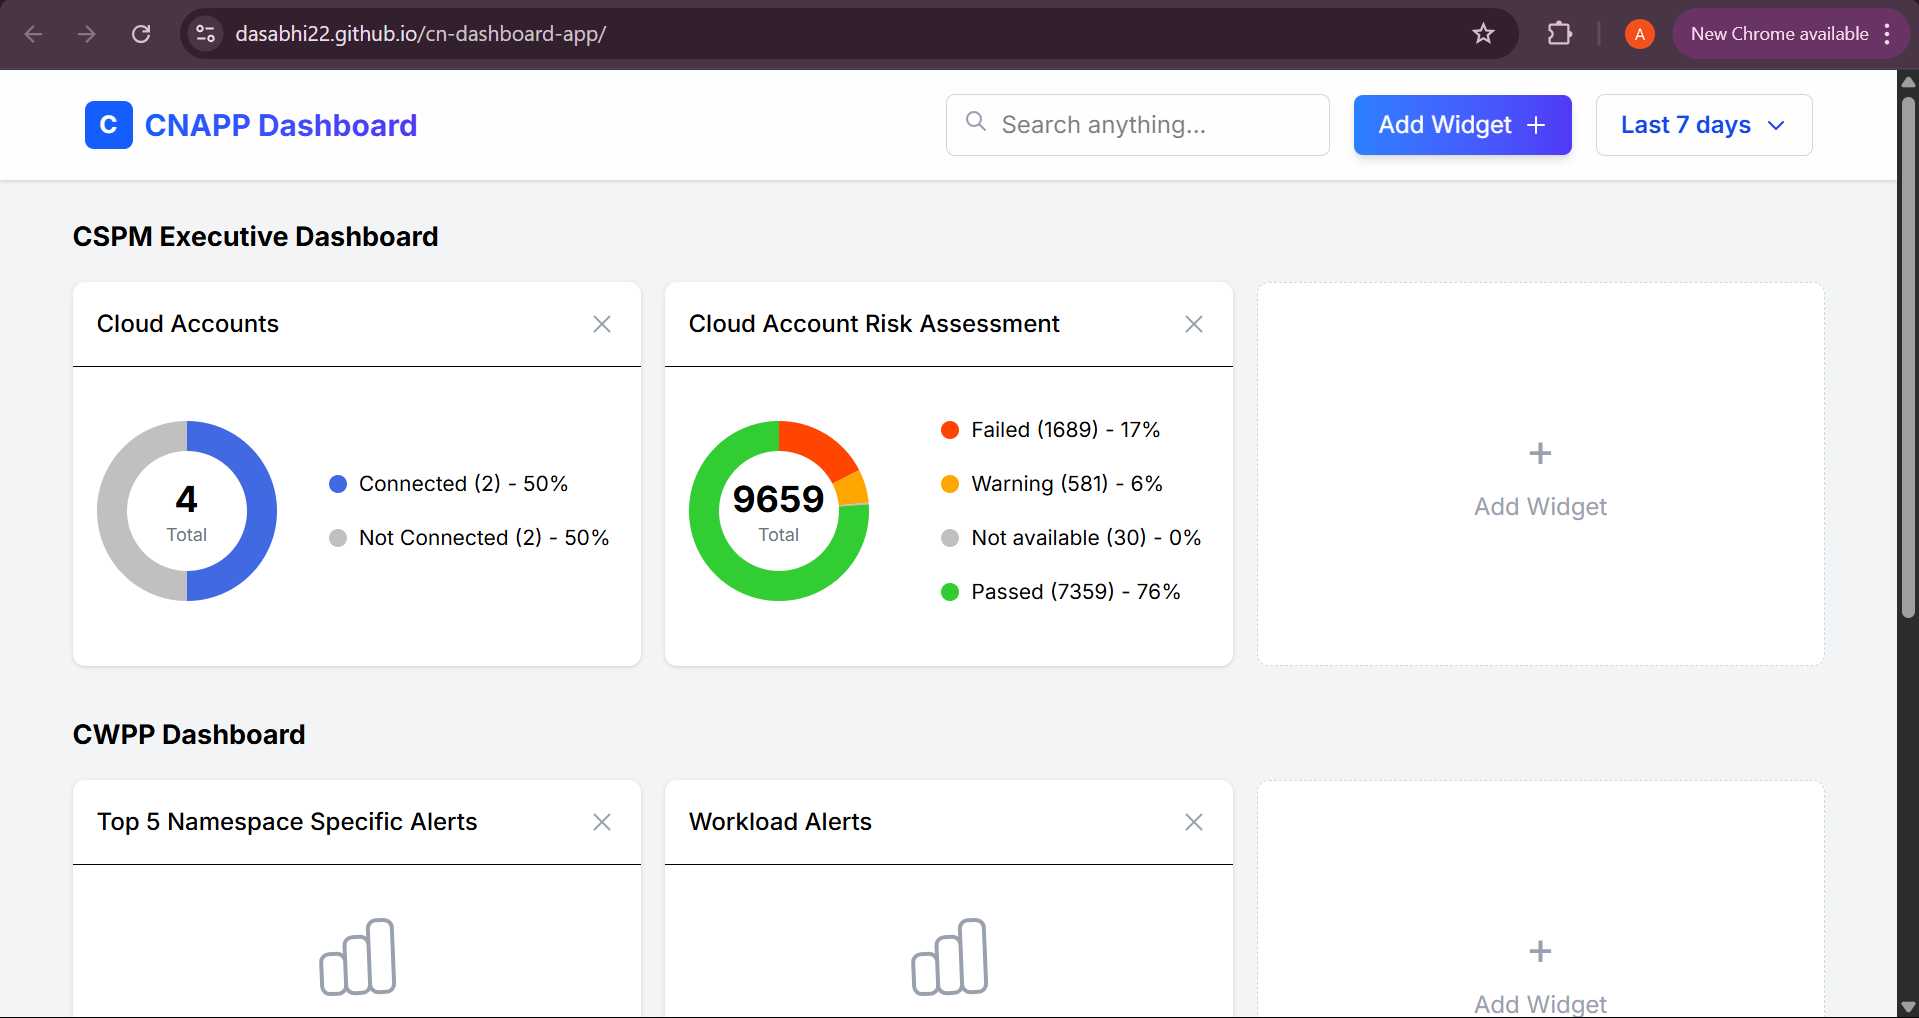 dasabhi22.github.io/cn-dashboard-app/
A
New Chrome available
C
CNAPP Dashboard
Search anything...
Add Widget +
Last 7 days
CSPM Executive Dashboard
Cloud Accounts
4
Total
Connected (2) - 50%
Not Connected (2) - 50%
Cloud Account Risk Assessment
9659
Total
Failed (1689) - 17%
Warning (581) - 6%
Not available (30) - 0%
Passed (7359) - 76%
+
Add Widget
CWPP Dashboard
Top 5 Namespace Specific Alerts
Workload Alerts
+
Add Widget